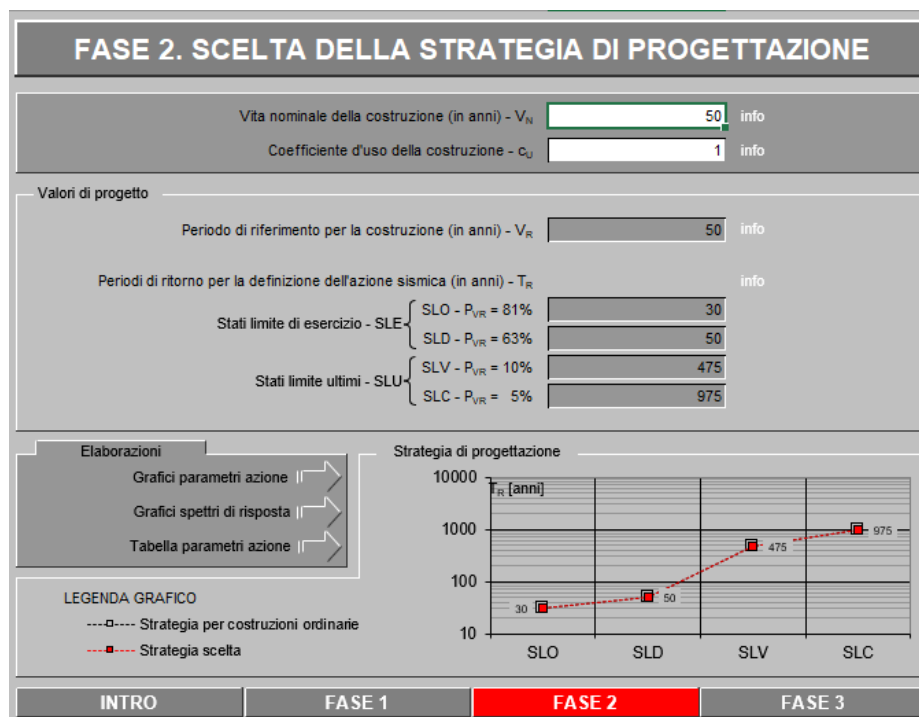 FASE 2. SCELTA DELLA STRATEGIA DI PROGETTAZIONE
Vita nominale della costruzione (in anni) - VN 50 info
Coefficiente d'uso della costruzione - cU 1 info
Valori di progetto
Periodo di riferimento per la costruzione (in anni) - VR 50 info
Periodi di ritorno per la definizione dell'azione sismica (in anni) - TR info
Stati limite di esercizio - SLE
SLO - PVR = 81% 30
SLD - PVR = 63% 50
Stati limite ultimi - SLU
SLV - PVR = 10% 475
SLC - PVR = 5% 975
Elaborazioni
Grafici parametri azione
Grafici spettri di risposta
Tabella parametri azione
LEGENDA GRAFICO
Strategia per costruzioni ordinarie
Strategia scelta
Strategia di progettazione
TR [anni]
10000
1000
100
10
30
50
475
975
SLO SLD SLV SLC
INTRO FASE 1 FASE 2 FASE 3